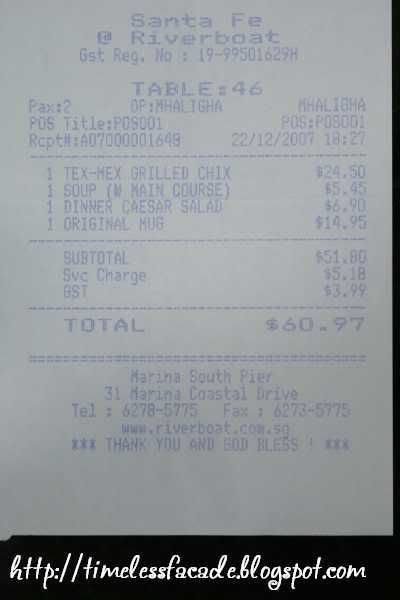 Santa Fe
@ Riverboat
Gst Reg. No : 19-99501629H
TABLE:46
Pax:2 OP:MHALIGHA MHALIGHA
POS Title:POS001 POS:POS001
Rcpt#:A07000001648 22/12/2007 18:27
1 TEX-MEX GRILLED CHIX $24.50
1 SOUP (W MAIN COURSE) $5.45
1 DINNER CAESAR SALAD $6.90
1 ORIGINAL MUG $14.95
SUBTOTAL $51.80
Svc Charge $5.18
GST $3.99
TOTAL $60.97
Marina South Pier
31 Marina Coastal Drive
Tel : 6278-5775 Fax : 6273-5775
www.riverboat.com.sg
*** THANK YOU AND GOD BLESS ! ***
http://timelessfacade.blogspot.com